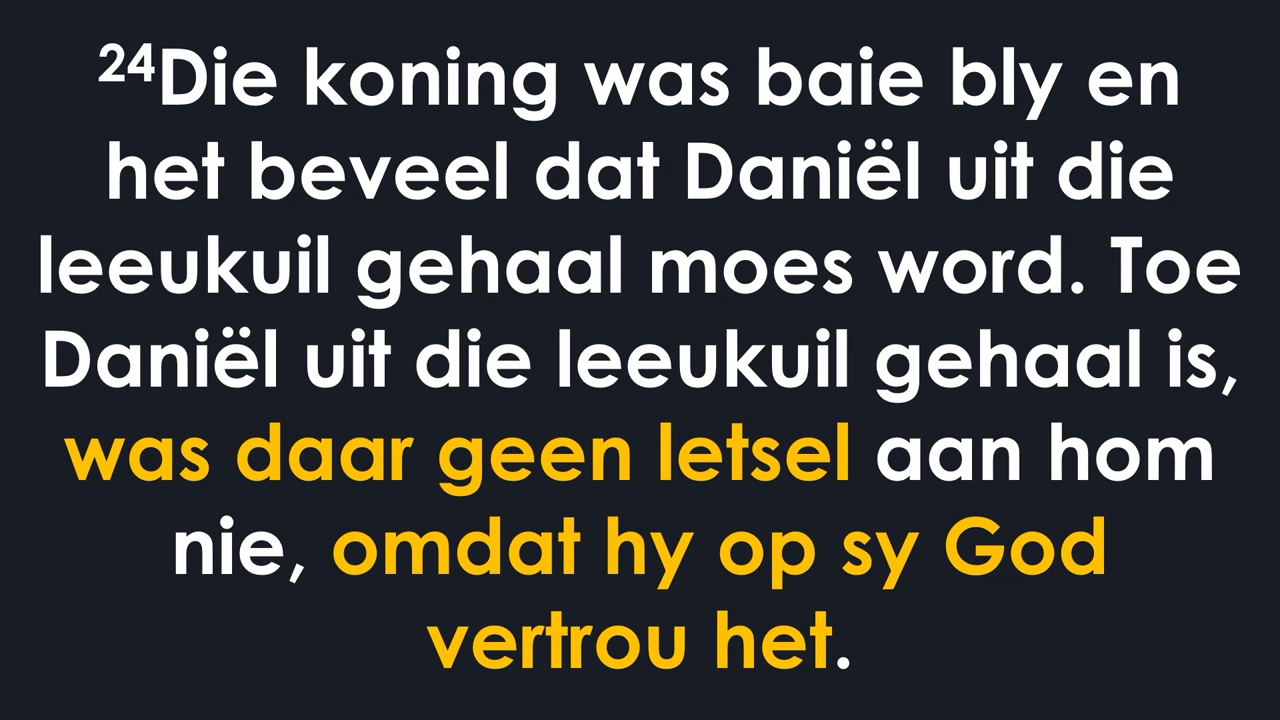 ²⁴Die koning was baie bly en
het beveel dat Daniël uit die
leeukuil gehaal moes word. Toe
Daniël uit die leeukuil gehaal is,
was daar geen letsel aan hom
nie, omdat hy op sy God
vertrou het.